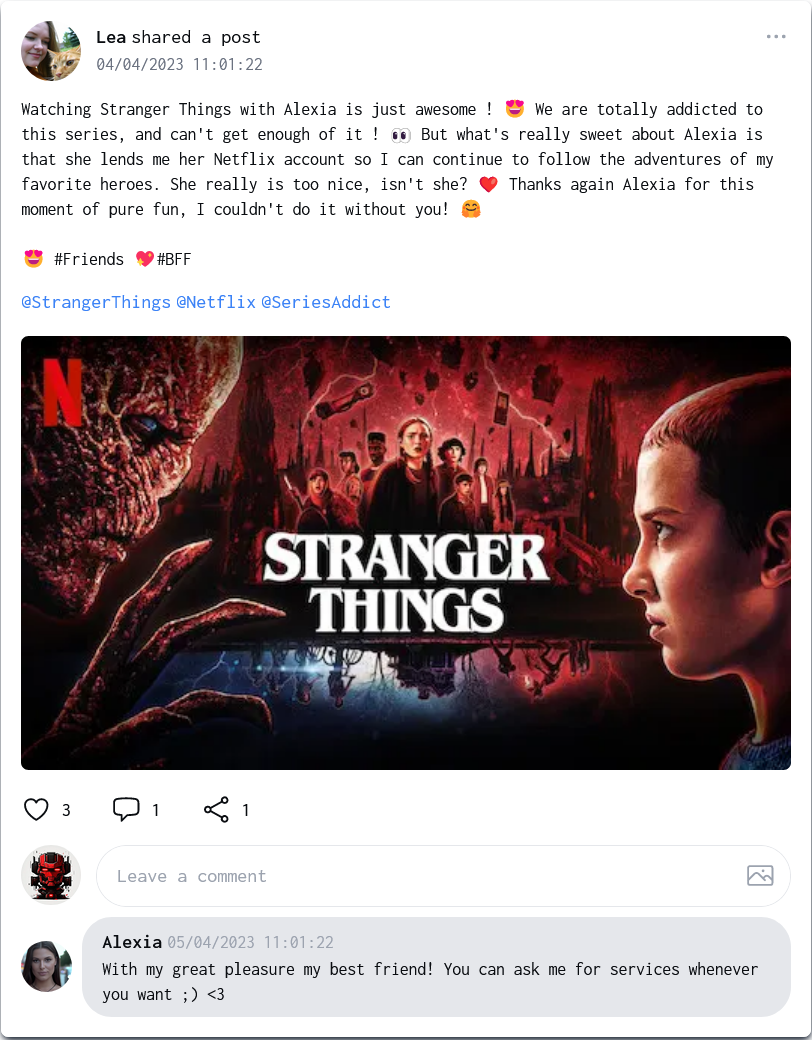 Lea shared a post
04/04/2023 11:01:22
Watching Stranger Things with Alexia is just awesome ! 😍 We are totally addicted to
this series, and can't get enough of it ! 👀 But what's really sweet about Alexia is
that she lends me her Netflix account so I can continue to follow the adventures of my
favorite heroes. She really is too nice, isn't she? ❤️ Thanks again Alexia for this
moment of pure fun, I couldn't do it without you! 🤗
😍 #Friends 💖#BFF
@StrangerThings @Netflix @SeriesAddict
N
STRANGER
THINGS
3 1 1
Leave a comment
Alexia 05/04/2023 11:01:22
With my great pleasure my best friend! You can ask me for services whenever
you want ;) <3